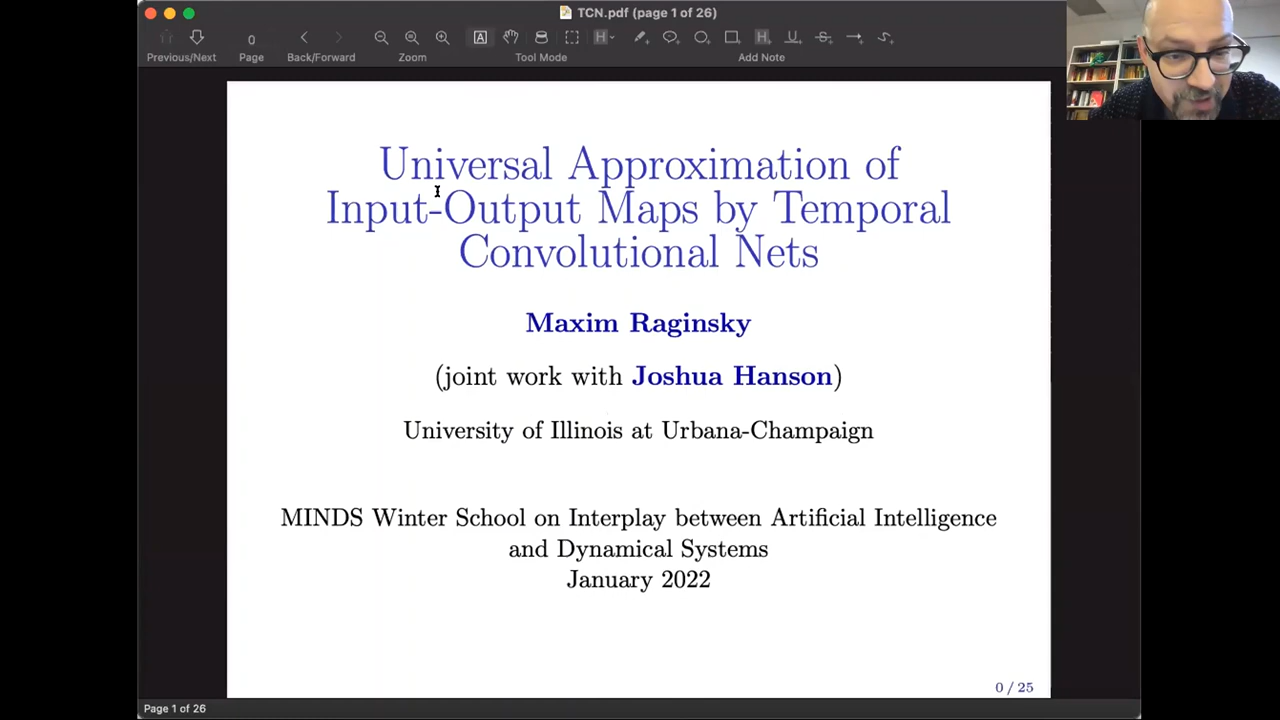 TCN.pdf (page 1 of 26)
0
Previous/Next Page Back/Forward Zoom Tool Mode Add Note
Universal Approximation of
Input-Output Maps by Temporal
Convolutional Nets
Maxim Raginsky
(joint work with Joshua Hanson)
University of Illinois at Urbana-Champaign
MINDS Winter School on Interplay between Artificial Intelligence
and Dynamical Systems
January 2022
0 / 25
Page 1 of 26